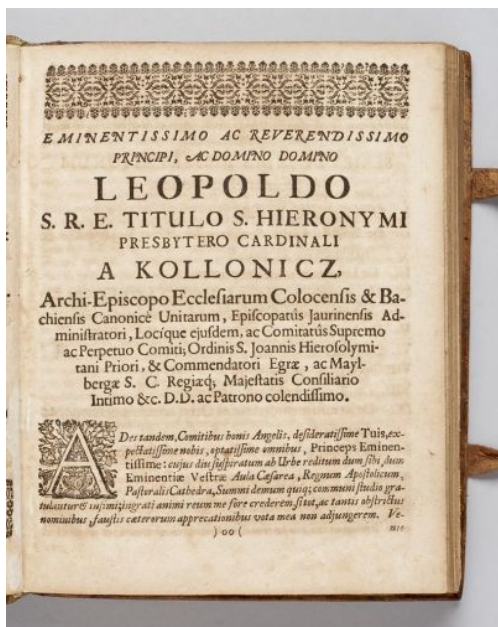 EMINENTISSIMO AC REVERENDISSIMO
PRINCIPI, AC DOMINO DOMINO
LEOPOLDO
S. R. E. TITULO S. HIERONYMI
PRESBYTERO CARDINALI
A KOLLONICZ,
Archi-Episcopo Ecclesiarum Colocensis & Ba-
chiensis Canonicè Unitarum, Episcopatûs Jaurinensis Ad-
ministratori, Locique ejusdem, ac Comitatûs Supremo
ac Perpetuo Comiti; Ordinis S. Joannis Hierosolymi-
tani Priori, & Commendatori Egræ, ac Mayl-
bergæ S. C. Regiæq; Majestatis Consiliario
Intimo &c. D.D. ac Patrono colendissimo.
ADes tandem, Comitibus bonis Angelis, desideratissime Tuis, ex-
pectatissime nobis, optatissime omnibus, Princeps Eminen-
tissime: cujus diu suspiratum ab Urbe reditum dum sibi, dum
Eminentiæ Vestræ Aula Cæsarea, Regnum Apostolicum,
Pastoralis Cathedra, Summi demum quiq; communi studio gra-
tulantur & infimi; ingrati animi reum me fore crederem, si tot, ac tantis obstrictus
nominibus, faustis cæterorum apprecationibus vota mea non adjungerem. Ve-
) oo (